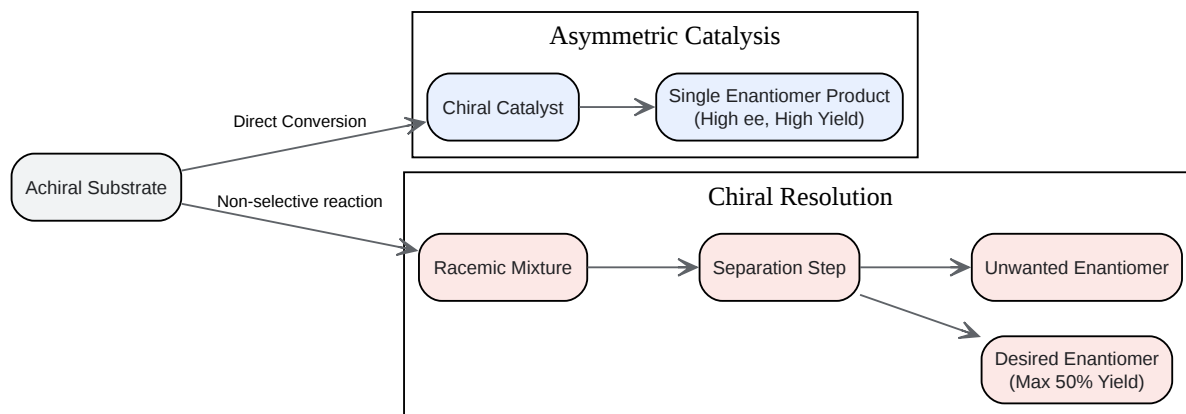 Asymmetric Catalysis
Chiral Catalyst
Single Enantiomer Product
(High ee, High Yield)
Direct Conversion
Achiral Substrate
Non-selective reaction
Chiral Resolution
Racemic Mixture
Separation Step
Unwanted Enantiomer
Desired Enantiomer
(Max 50% Yield)